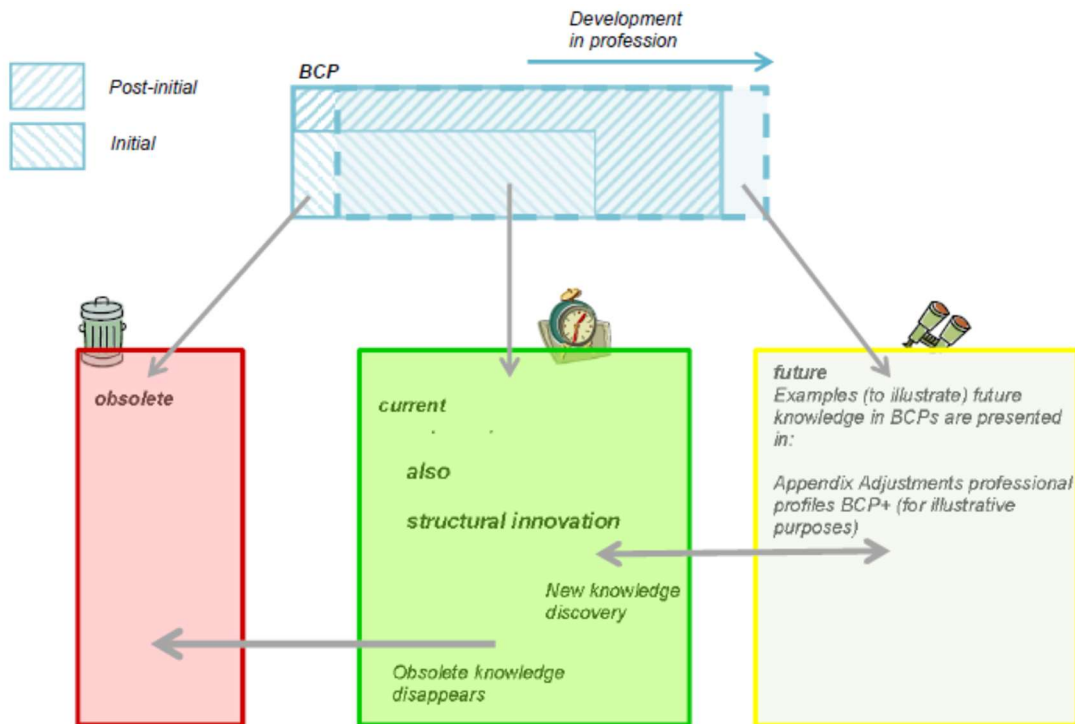 Development
in profession
BCP
Post-initial
Initial
obsolete
current
also
structural innovation
New knowledge
discovery
Obsolete knowledge
disappears
future
Examples (to illustrate) future
knowledge in BCPs are presented
in:
Appendix Adjustments professional
profiles BCP+ (for illustrative
purposes)